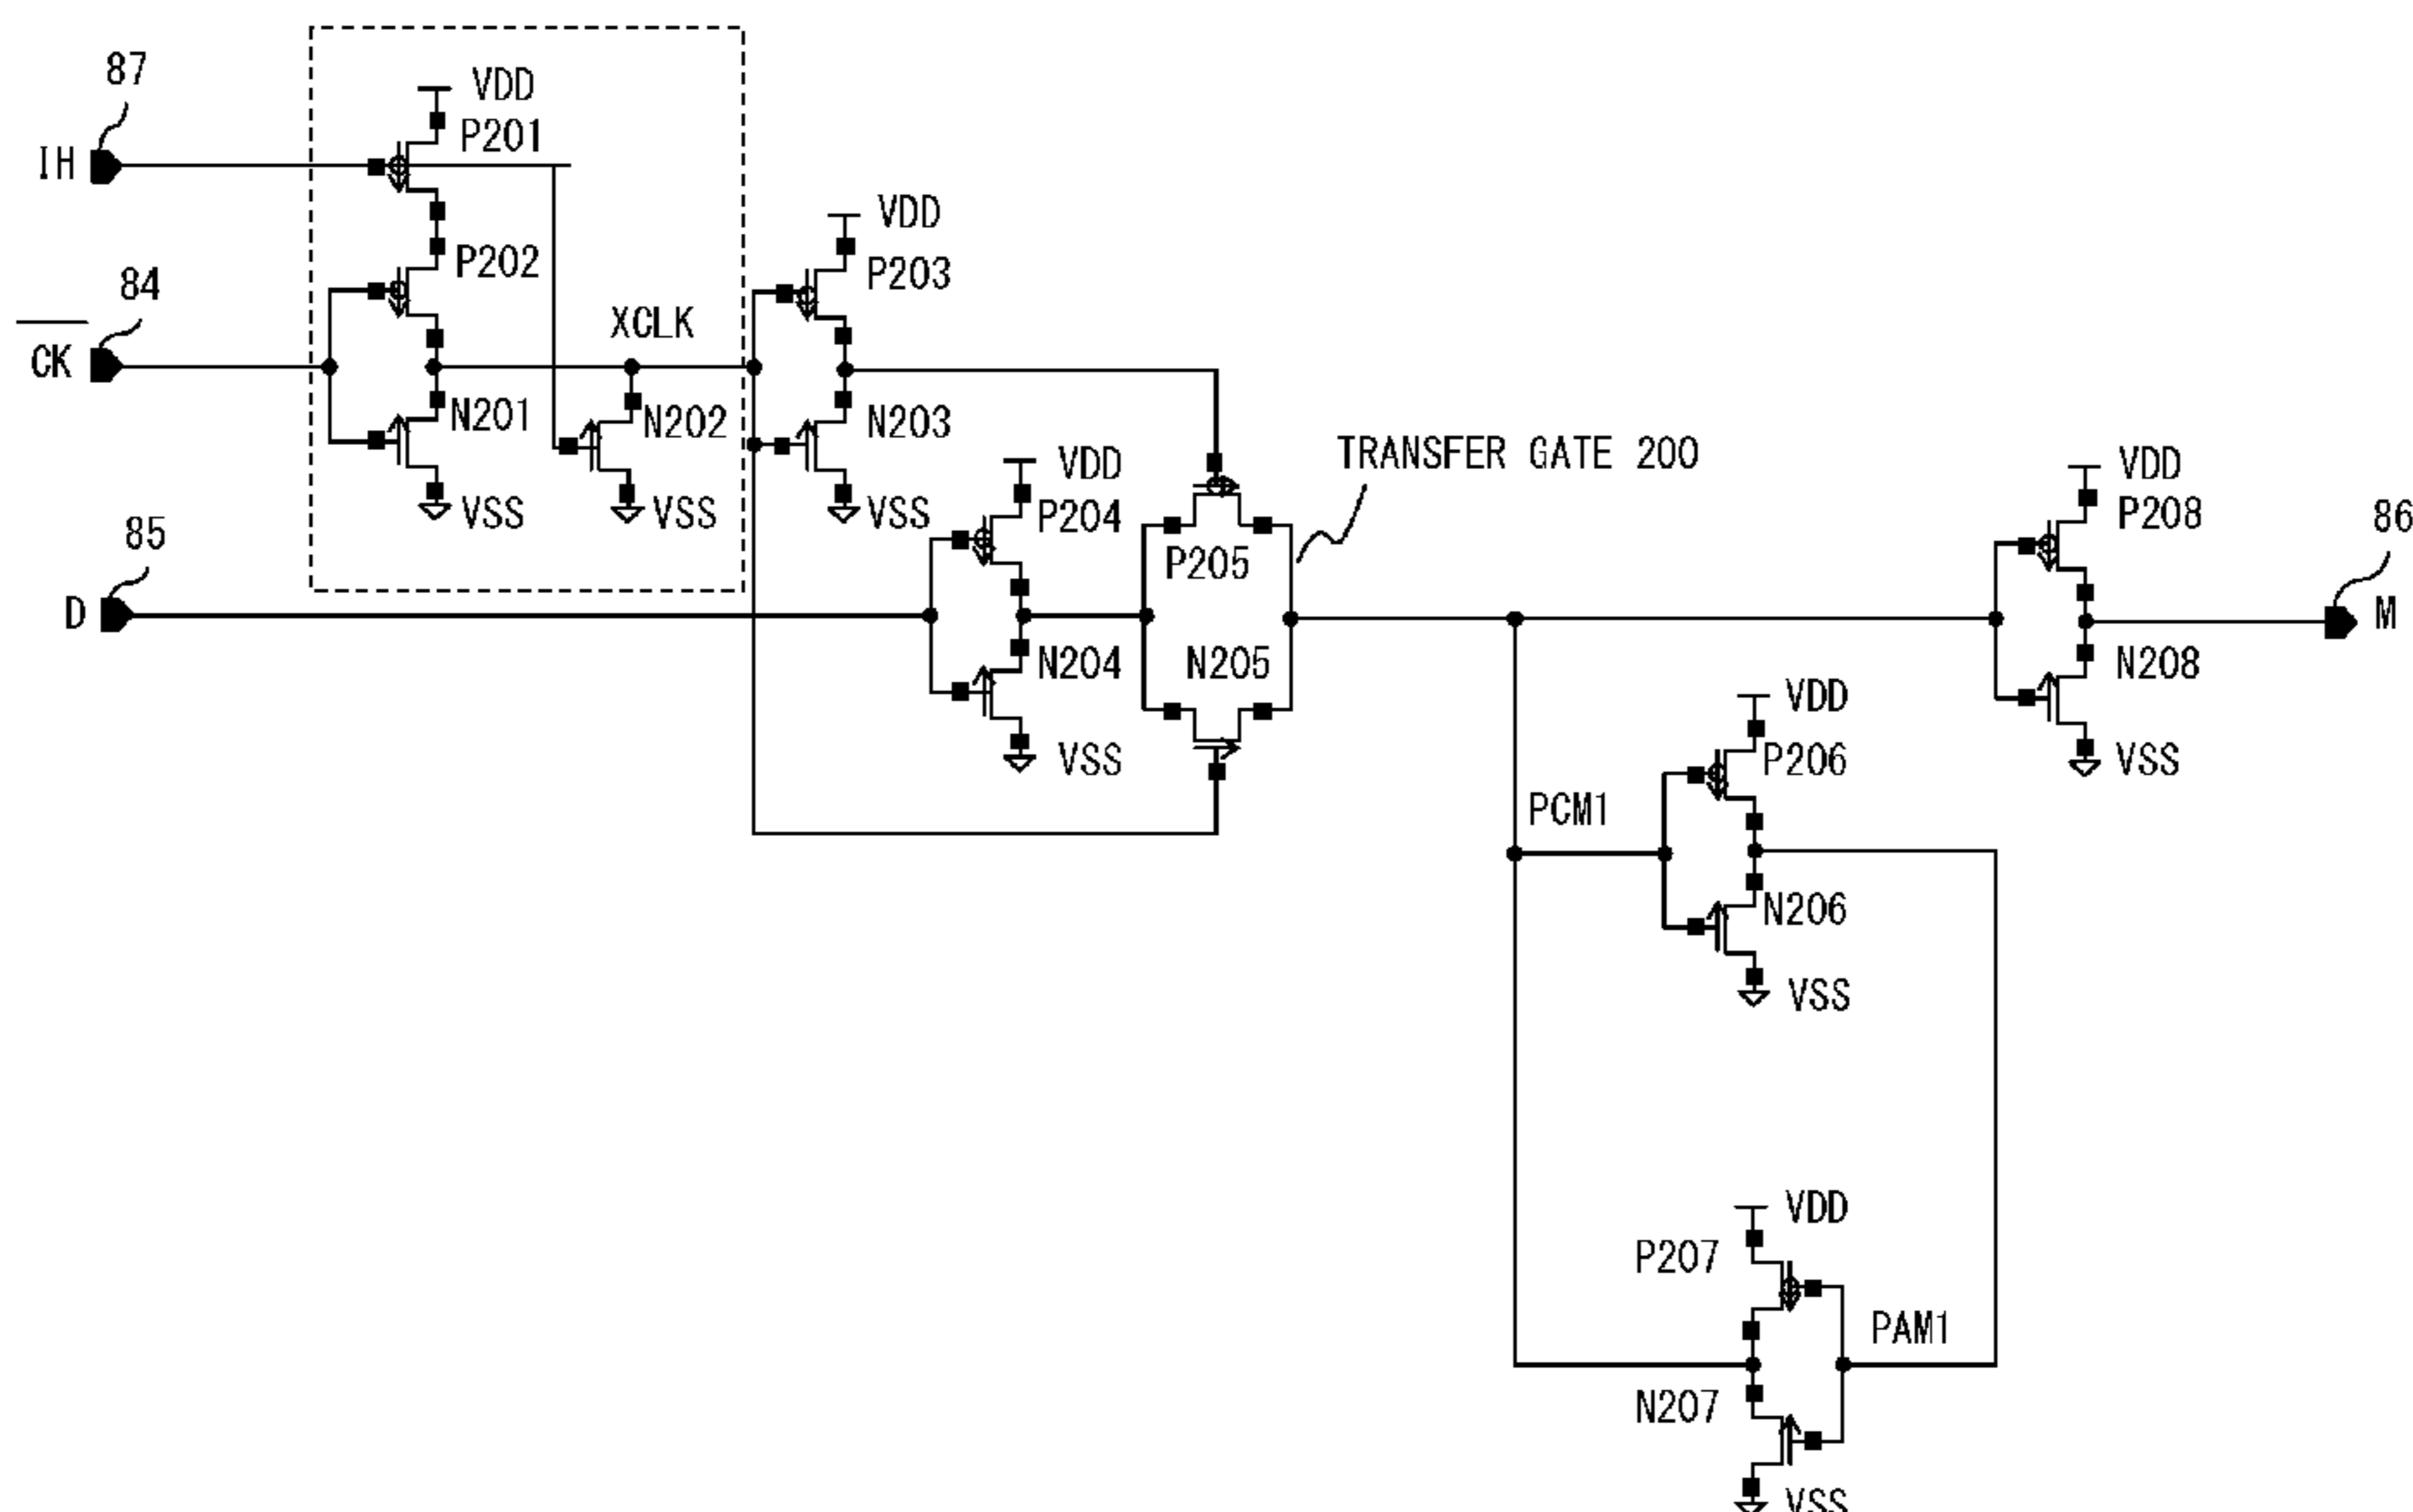 87
VDD
P201
IH
VDD
P202
P203
84
XCLK
CK
N201
N202
N203
TRANSFER GATE 200
VDD
VDD
P204
P208
86
VSS
VSS
VSS
85
P205
D
M
N204
N205
N208
VDD
P206
VSS
VSS
PCM1
N206
VSS
VDD
P207
PAM1
N207
VSS